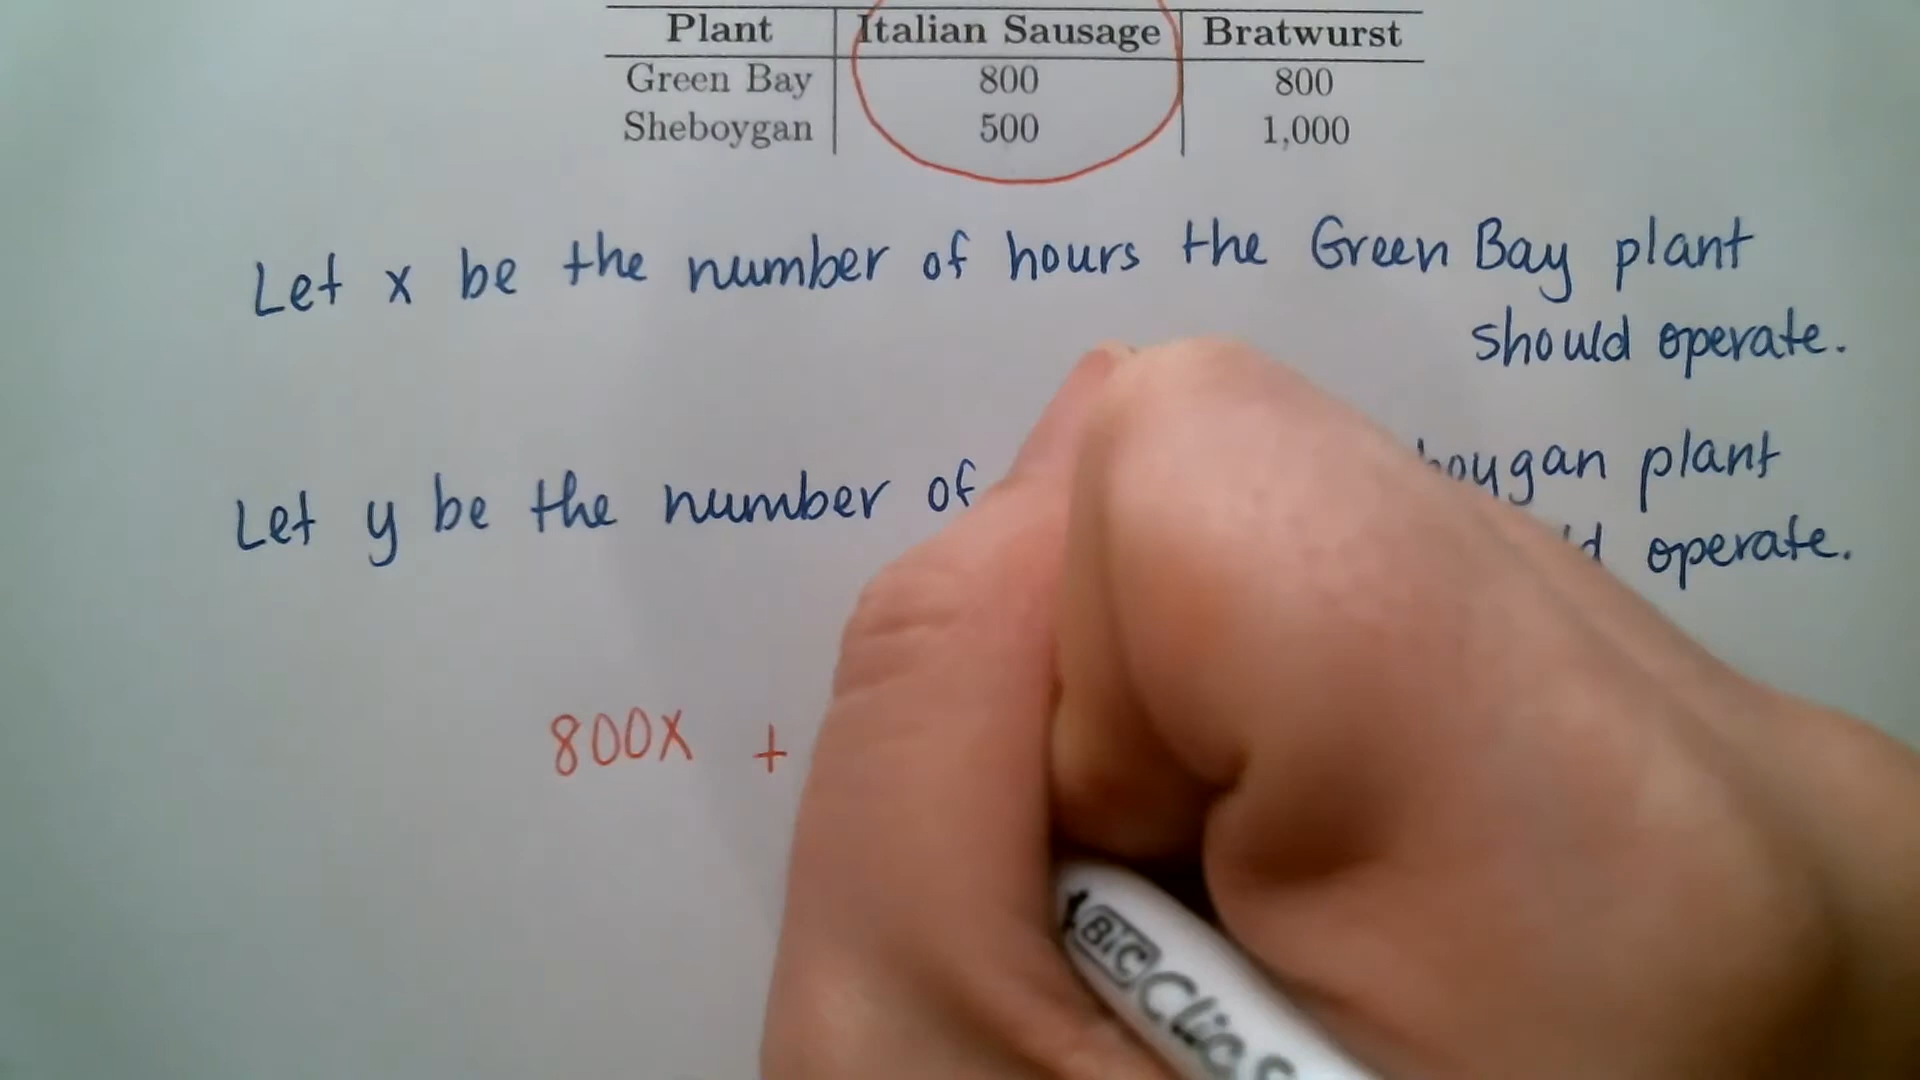 Plant Italian Sausage Bratwurst
Green Bay 800 800
Sheboygan 500 1,000
Let x be the number of hours the Green Bay plant
should operate.
Let y be the number of plant
operate.
800x +
BIC Clic